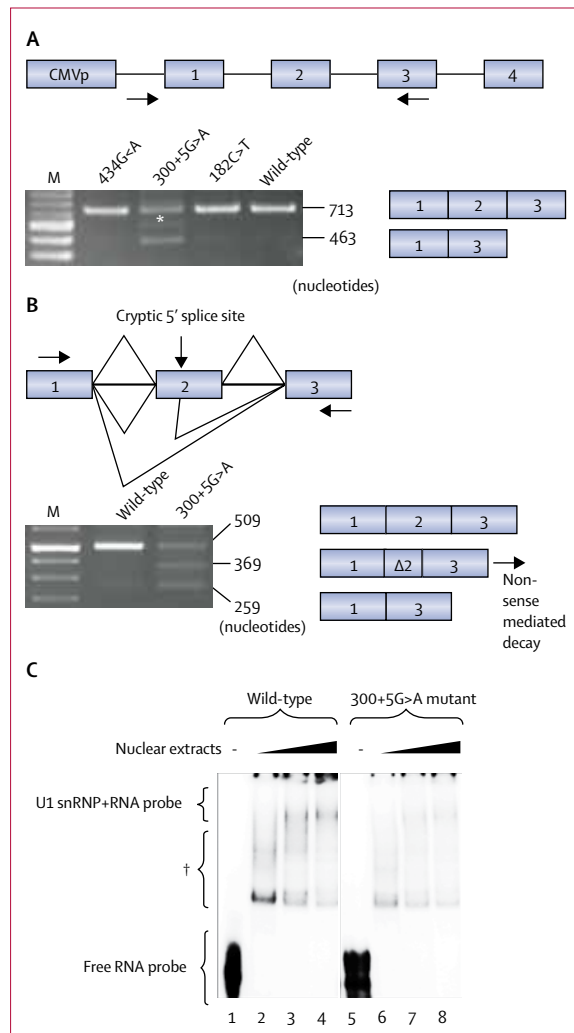 A
CMVp 1 2 3 4
M 434G<A 300+5G>A 182C>T Wild-type
* 713 1 2 3
463 1 3
(nucleotides)
B
Cryptic 5′ splice site
1 2 3
M Wild-type 300+5G>A
509 1 2 3
369 1 Δ2 3
259 1 3
(nucleotides)
Non-
sense
mediated
decay
C
Wild-type 300+5G>A mutant
Nuclear extracts - -
U1 snRNP+RNA probe
†
Free RNA probe
1 2 3 4 5 6 7 8